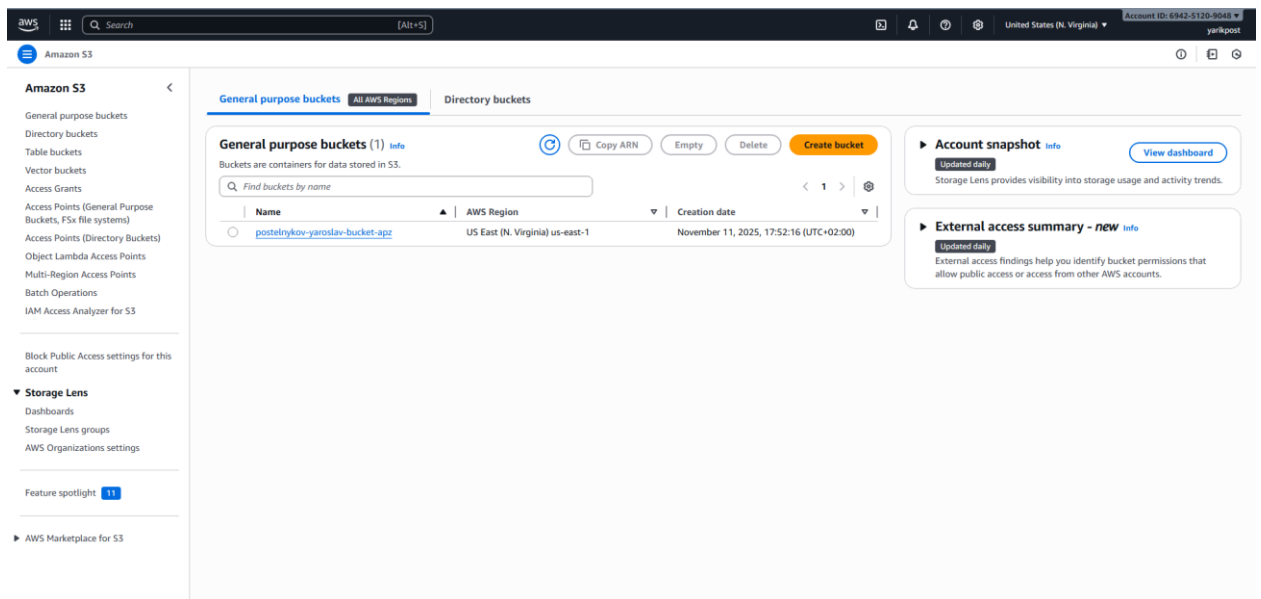 aws
Search [Alt+S]
United States (N. Virginia) ▼
Account ID: 6942-5120-9048 ▼
yarikpost
Amazon S3
Amazon S3
General purpose buckets
Directory buckets
Table buckets
Vector buckets
Access Grants
Access Points (General Purpose
Buckets, FSx file systems)
Access Points (Directory Buckets)
Object Lambda Access Points
Multi-Region Access Points
Batch Operations
IAM Access Analyzer for S3
Block Public Access settings for this
account
Storage Lens
Dashboards
Storage Lens groups
AWS Organizations settings
Feature spotlight 11
AWS Marketplace for S3
General purpose buckets All AWS Regions Directory buckets
General purpose buckets (1) Info
Copy ARN Empty Delete Create bucket
Buckets are containers for data stored in S3.
Find buckets by name
1
Name AWS Region Creation date
postelnykov-yaroslav-bucket-apz US East (N. Virginia) us-east-1 November 11, 2025, 17:52:16 (UTC+02:00)
Account snapshot Info
View dashboard
Updated daily
Storage Lens provides visibility into storage usage and activity trends.
External access summary - new Info
Updated daily
External access findings help you identify bucket permissions that
allow public access or access from other AWS accounts.